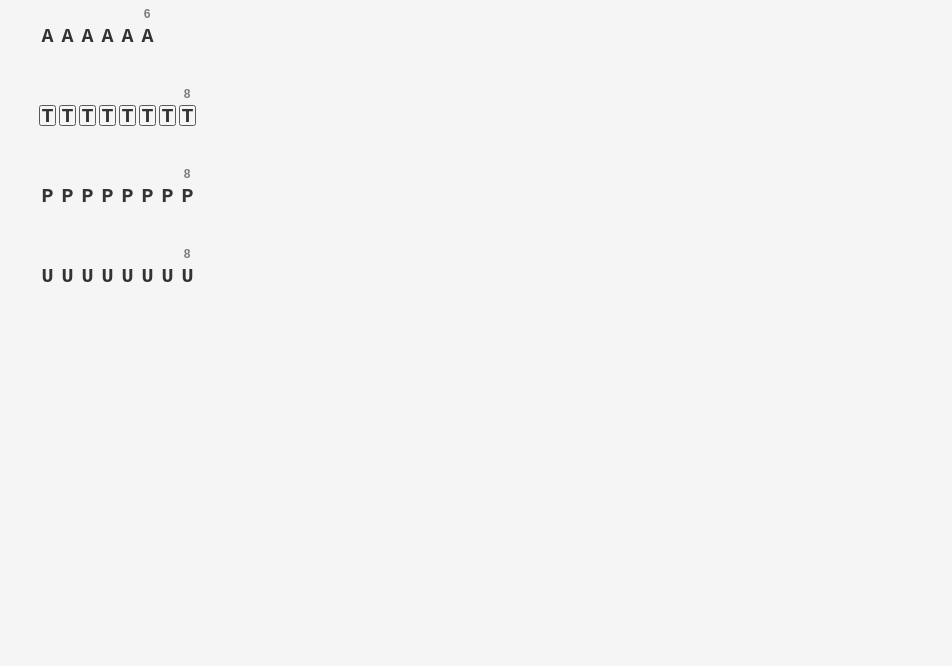 6
A A A A A A
8
T T T T T T T T
8
P P P P P P P P
8
U U U U U U U U